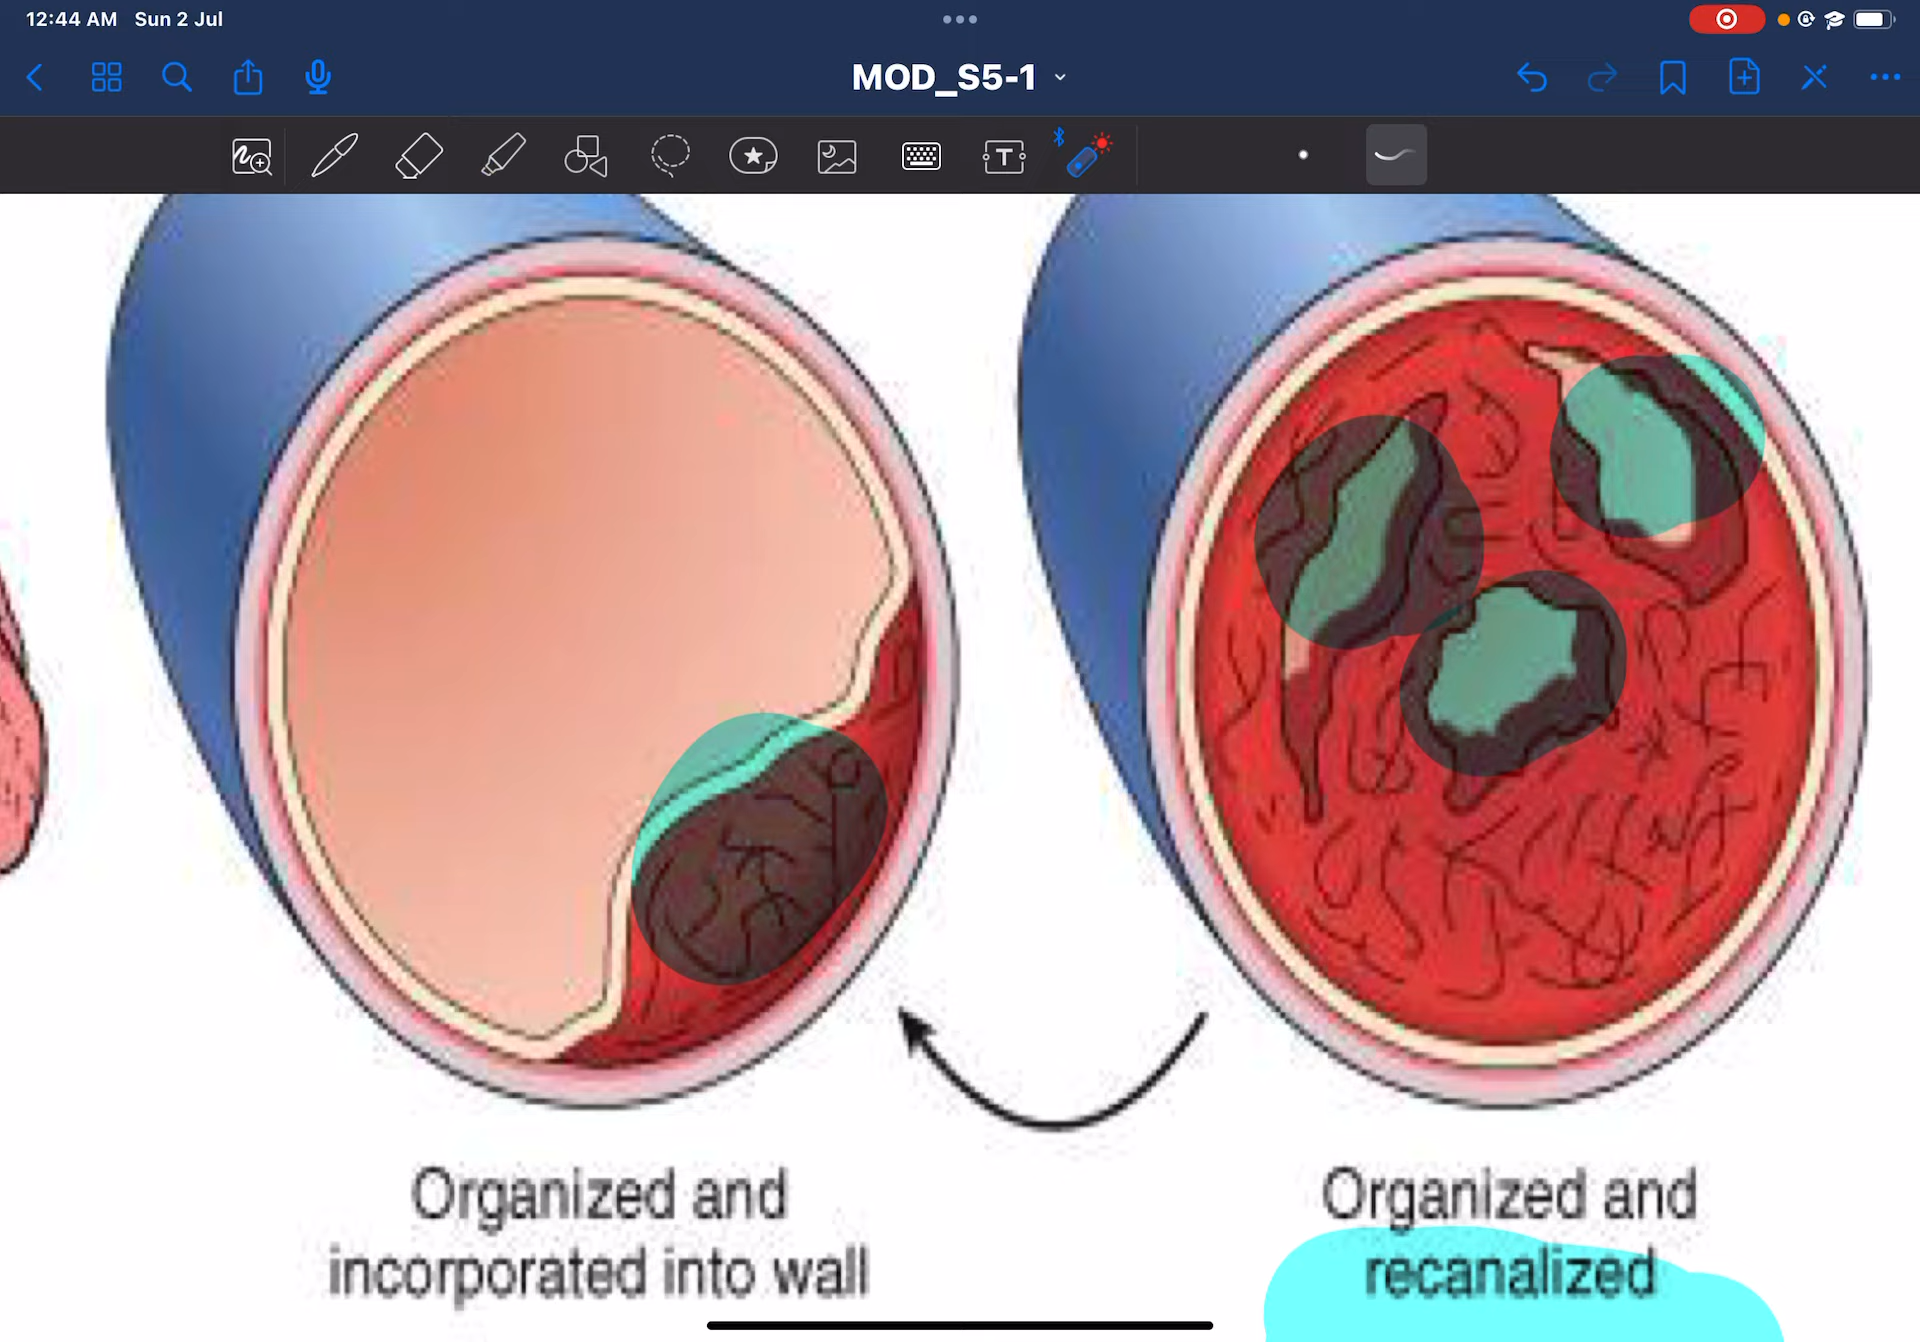 12:44 AM Sun 2 Jul
MOD_S5-1
T
Organized and
incorporated into wall
Organized and
recanalized